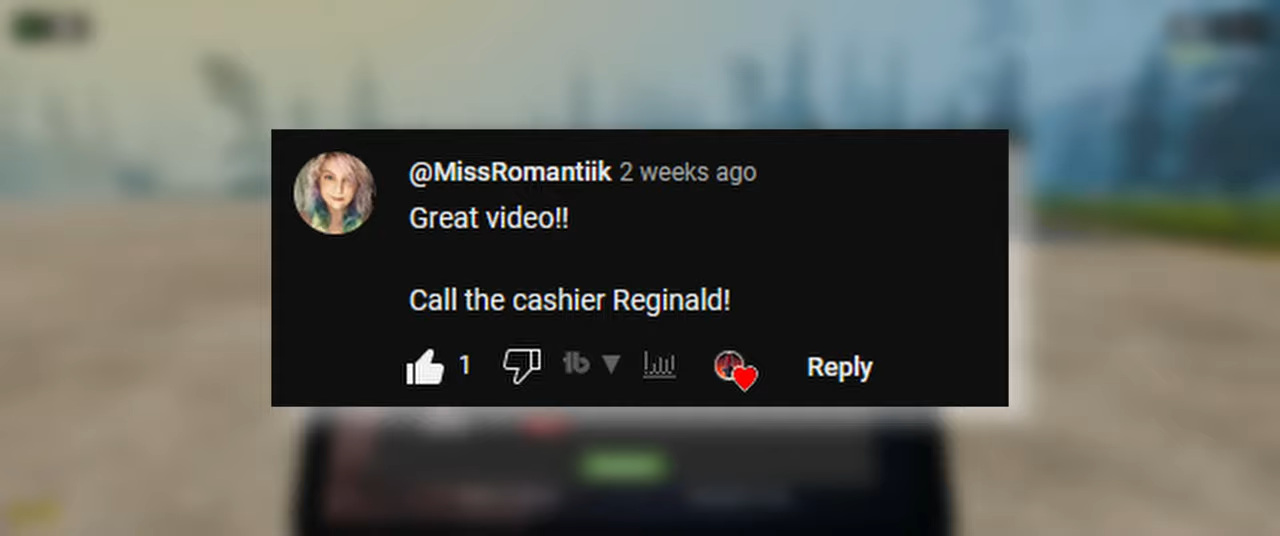 @MissRomantiik 2 weeks ago
Great video!!
Call the cashier Reginald!
1 Reply